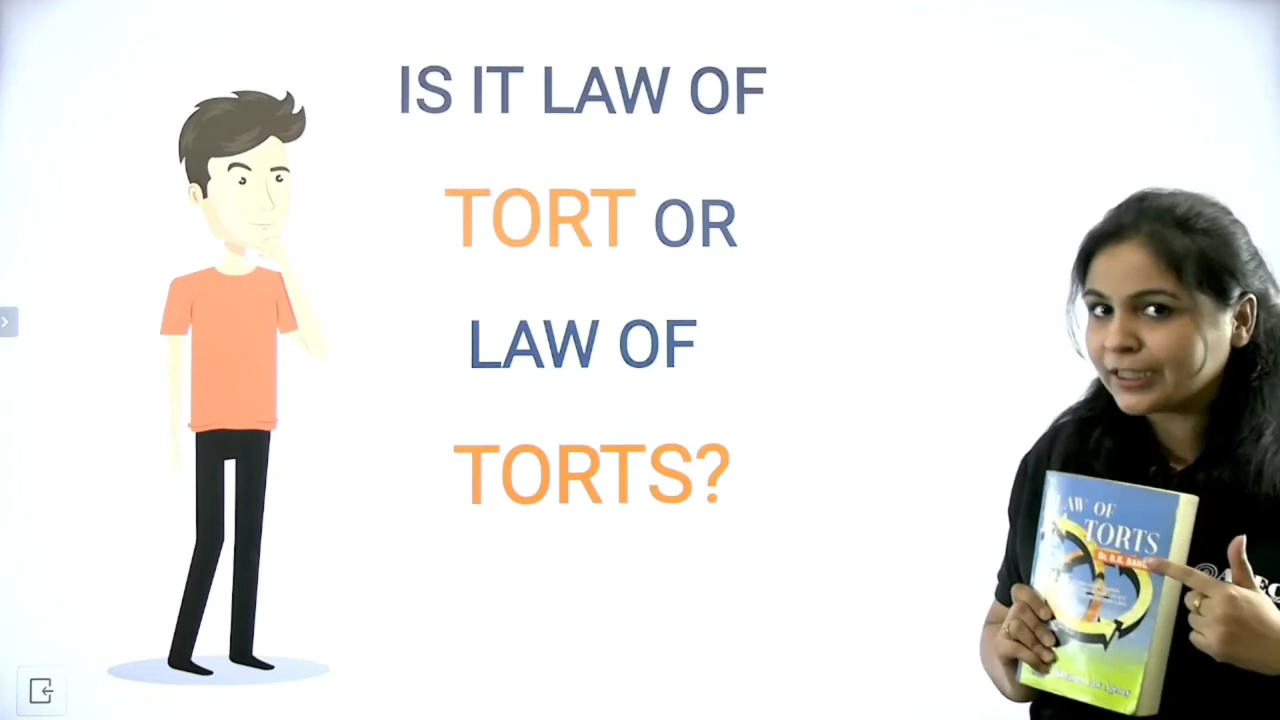 IS IT LAW OF
TORT OR
LAW OF
TORTS?
LAW OF
TORTS